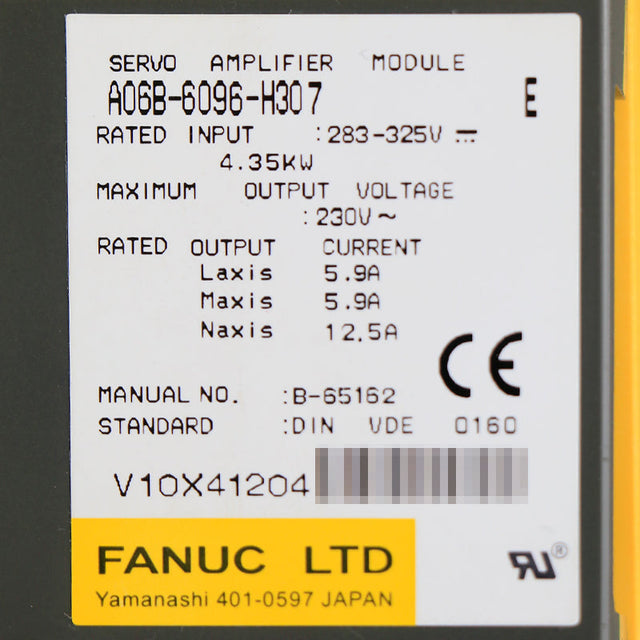 SERVO AMPLIFIER MODULE
A06B-6096-H307 E
RATED INPUT :283-325V ⎓
4.35KW
MAXIMUM OUTPUT VOLTAGE
:230V~
RATED OUTPUT CURRENT
Laxis 5.9A
Maxis 5.9A
Naxis 12.5A
CE
MANUAL NO. :B-65162
STANDARD :DIN VDE 0160
V10X41204
FANUC LTD
Yamanashi 401-0597 JAPAN
RU®